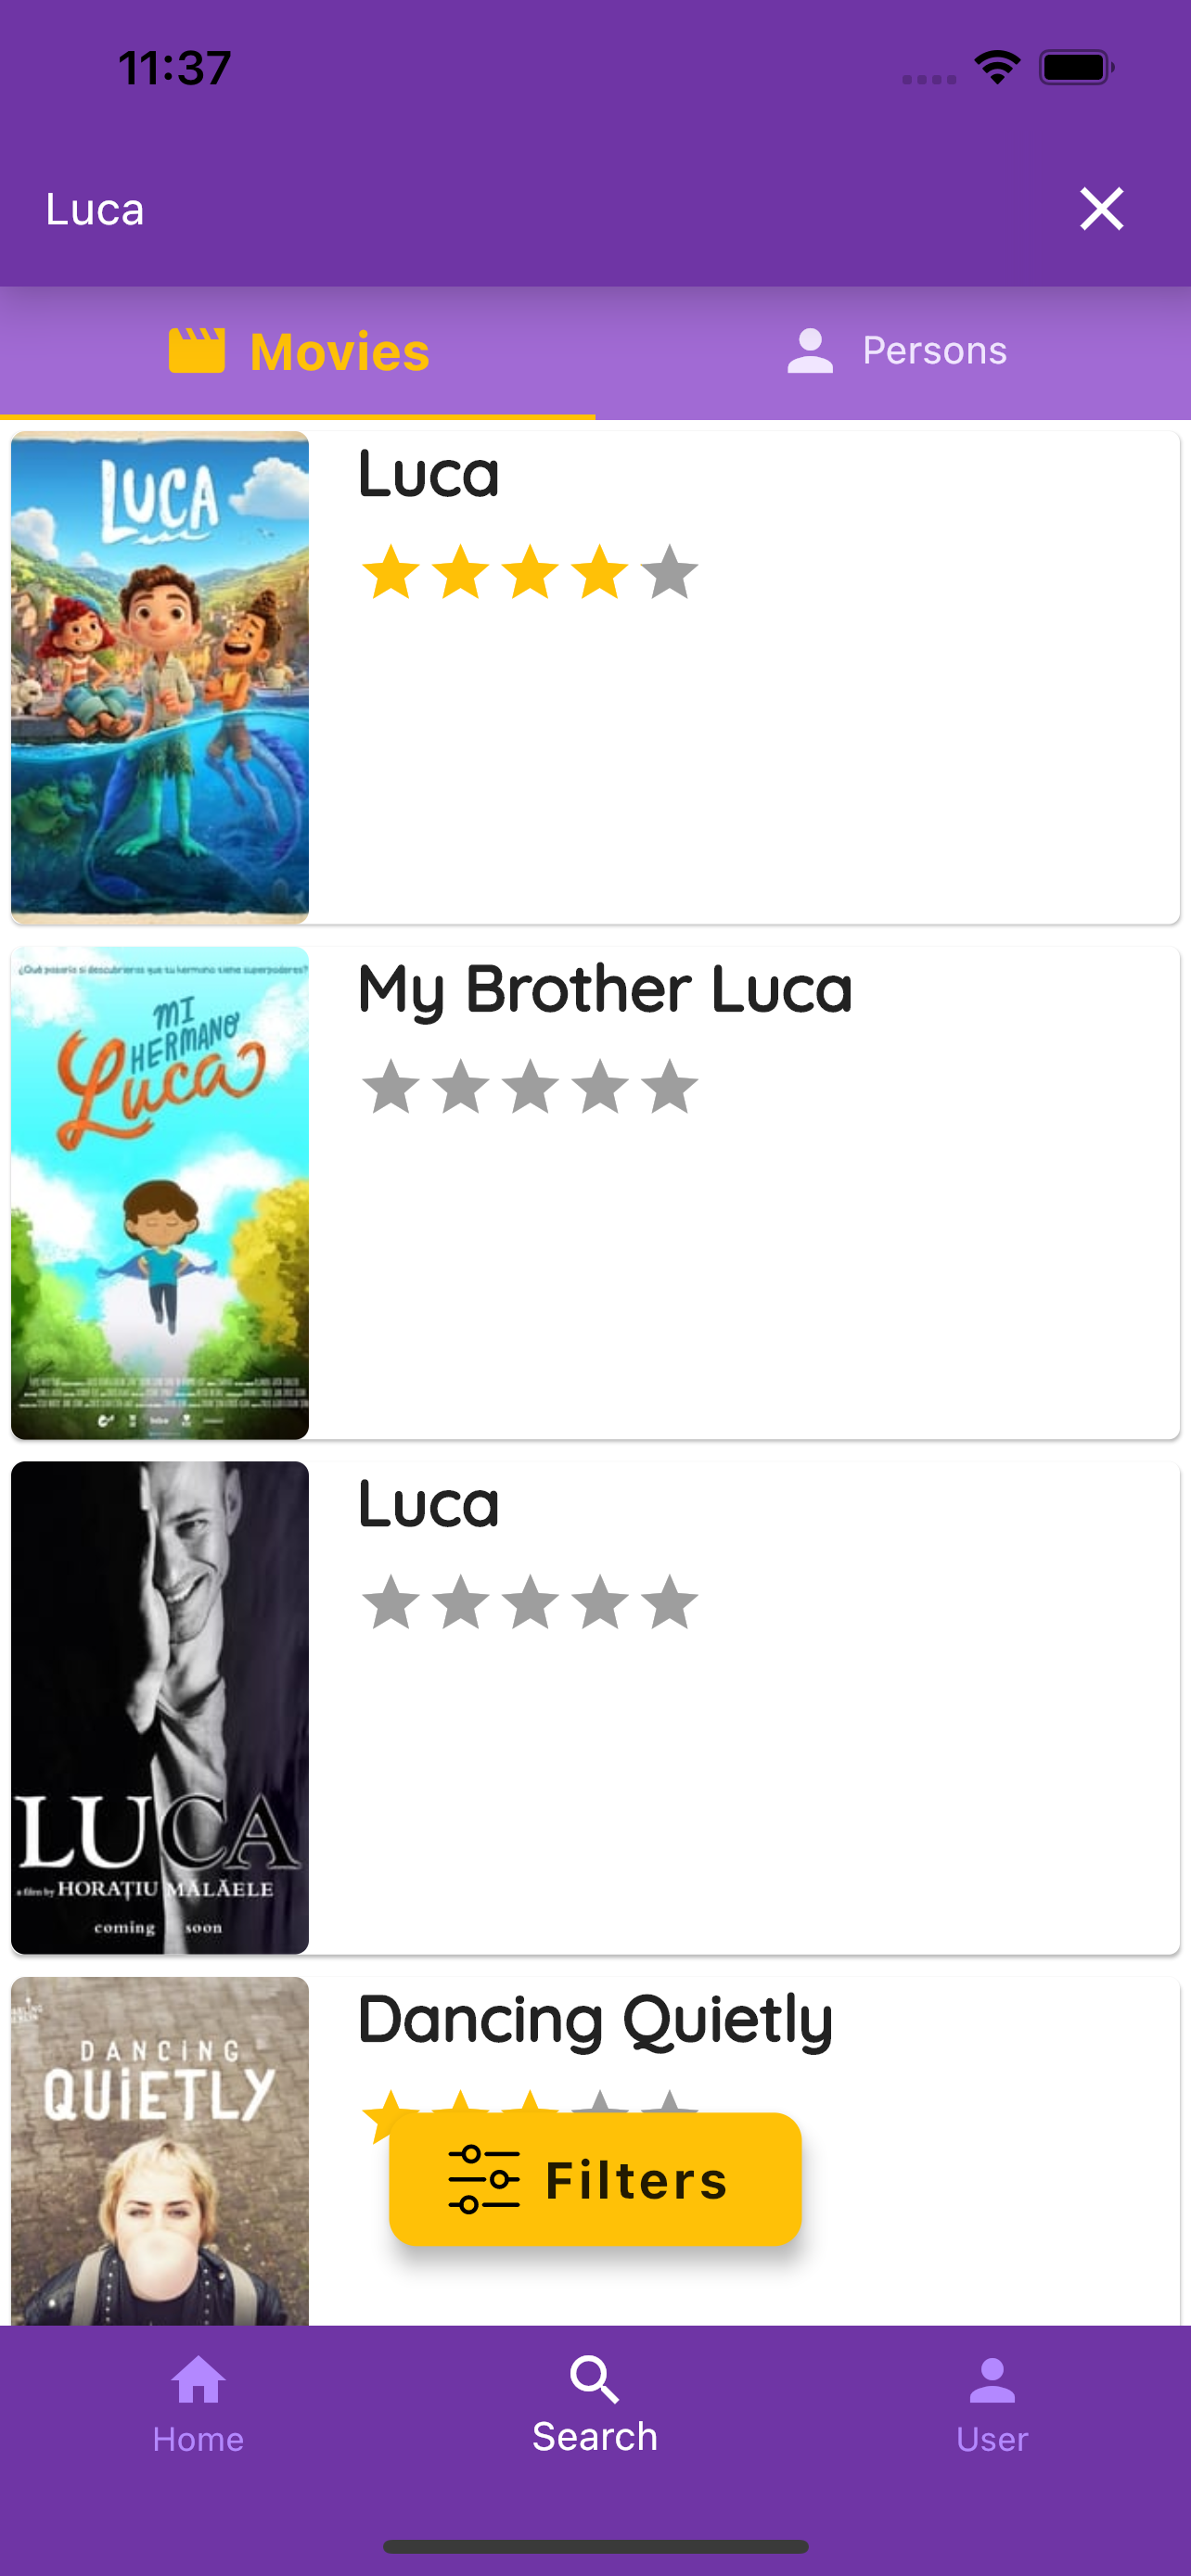 11:37
Luca
Movies
Persons
LUCA
Luca
¿Qué pasaría si descubrieras que tu hermano tiene superpoderes?
MI
HERMANO
Luca
My Brother Luca
Luca
LUCA
a film by HORAȚIU MĂLĂELE
coming soon
Dancing Quietly
DANCING
QUiETLY
Filters
Home
Search
User